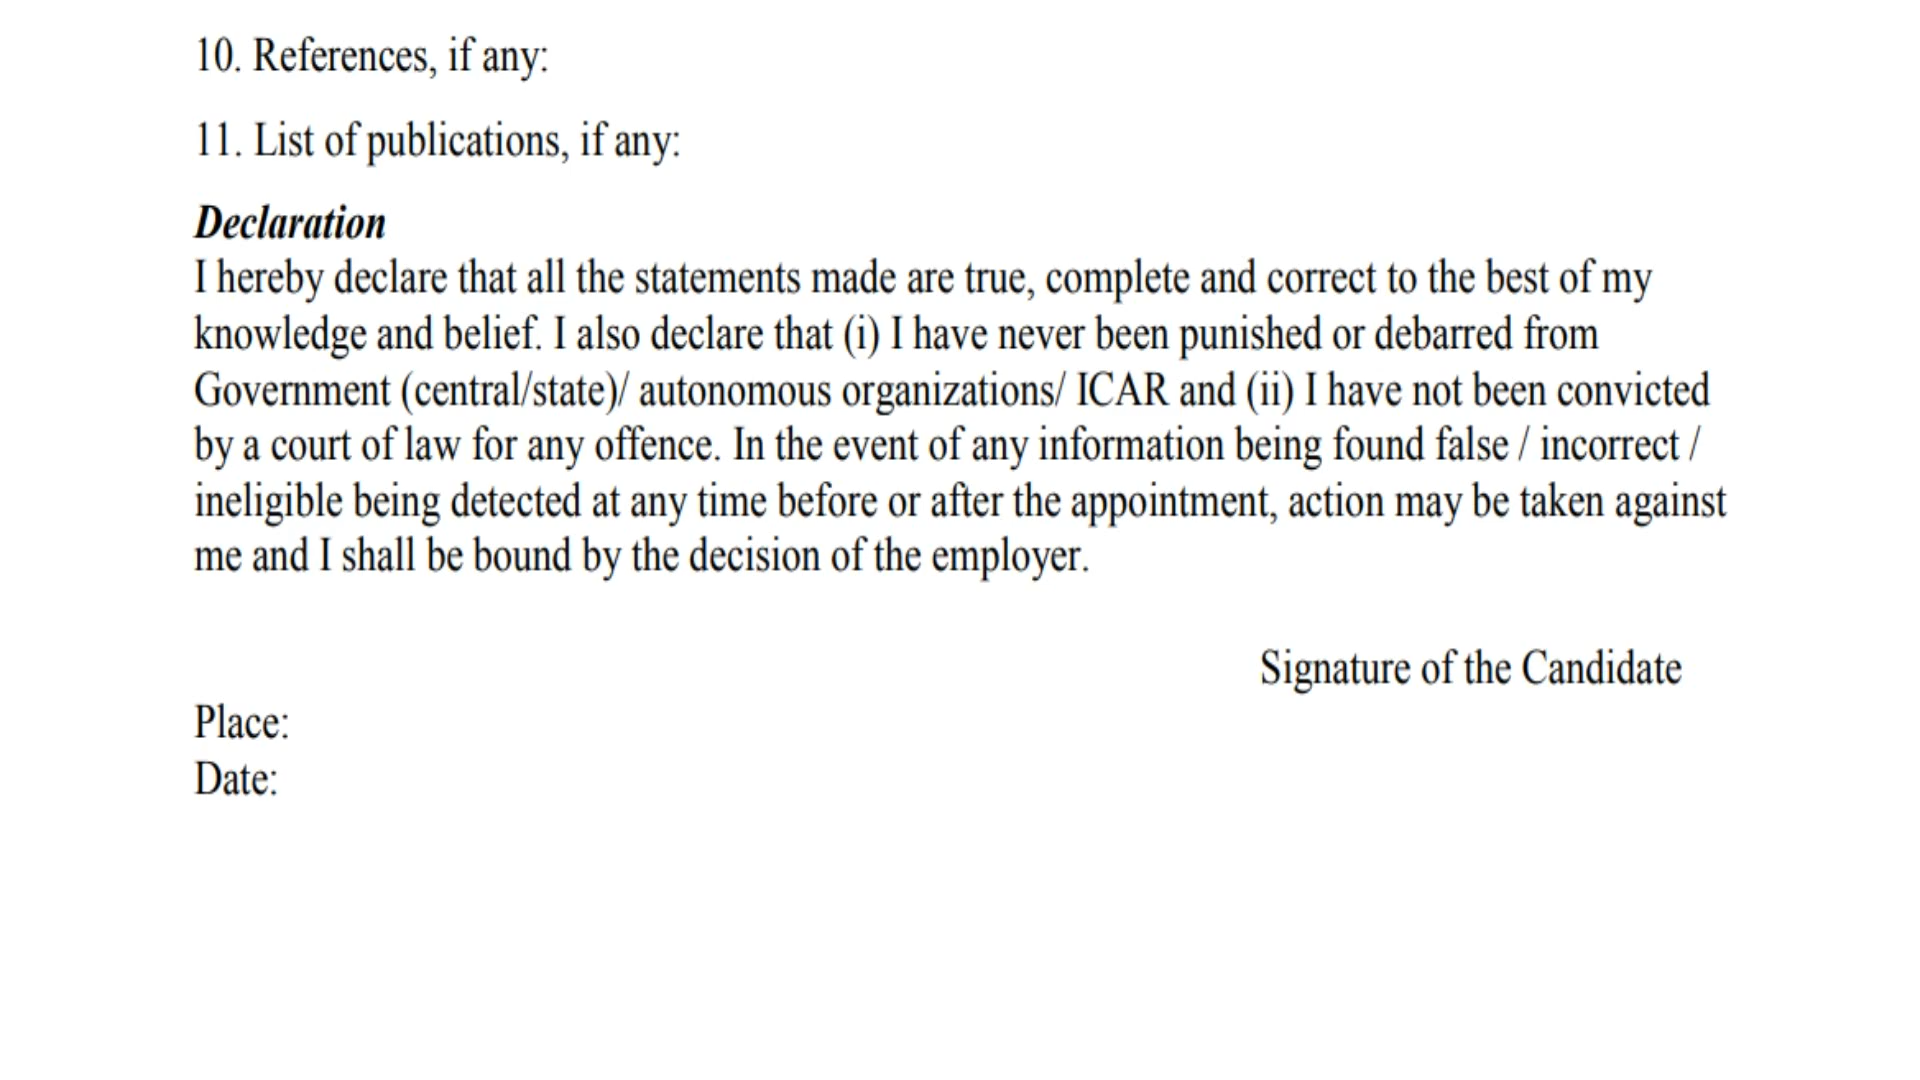 10. References, if any:
11. List of publications, if any:
Declaration
I hereby declare that all the statements made are true, complete and correct to the best of my
knowledge and belief. I also declare that (i) I have never been punished or debarred from
Government (central/state)/ autonomous organizations/ ICAR and (ii) I have not been convicted
by a court of law for any offence. In the event of any information being found false / incorrect /
ineligible being detected at any time before or after the appointment, action may be taken against
me and I shall be bound by the decision of the employer.
Signature of the Candidate
Place:
Date: